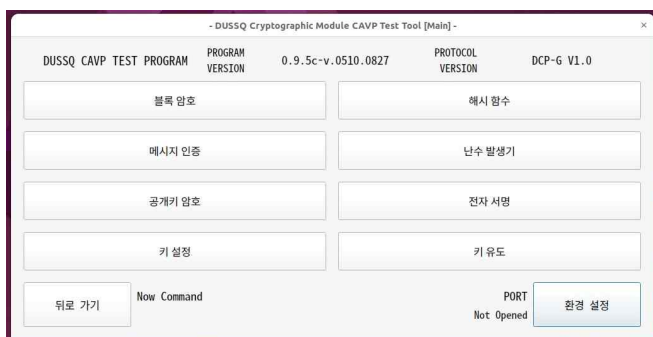 - DUSSQ Cryptographic Module CAVP Test Tool [Main] - ×
DUSSQ CAVP TEST PROGRAM PROGRAM VERSION 0.9.5c-v.0510.0827 PROTOCOL VERSION DCP-G V1.0
블록 암호 해시 함수
메시지 인증 난수 발생기
공개키 암호 전자 서명
키 설정 키 유도
뒤로 가기 Now Command PORT Not Opened 환경 설정